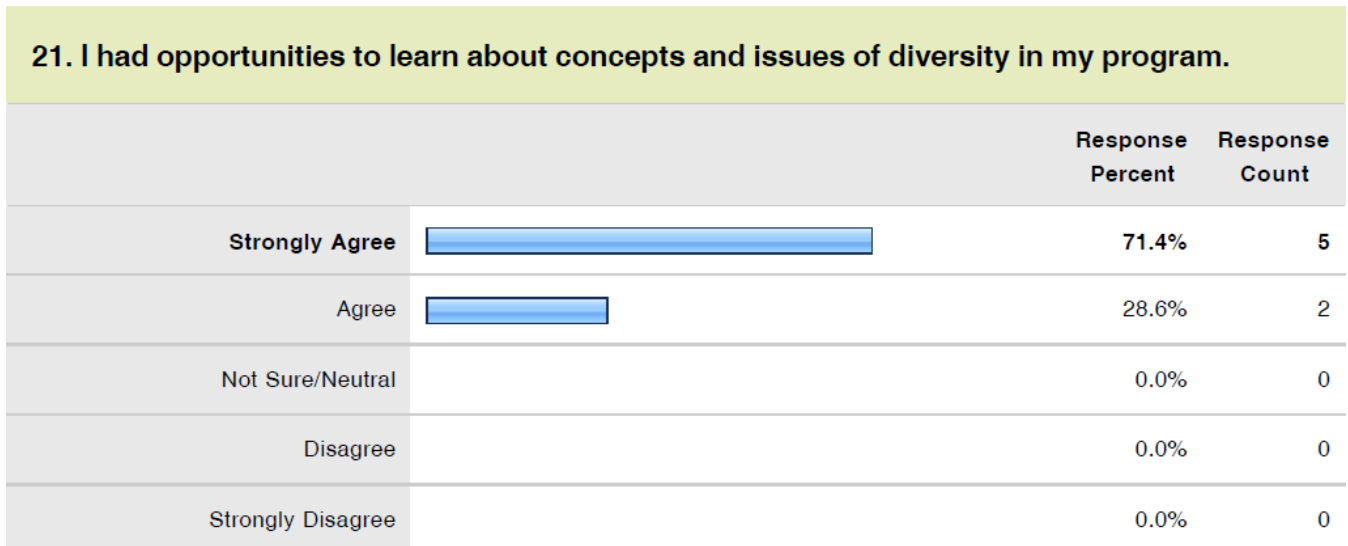 21. I had opportunities to learn about concepts and issues of diversity in my program.
Response Response
Percent Count
Strongly Agree 71.4% 5
Agree 28.6% 2
Not Sure/Neutral 0.0% 0
Disagree 0.0% 0
Strongly Disagree 0.0% 0